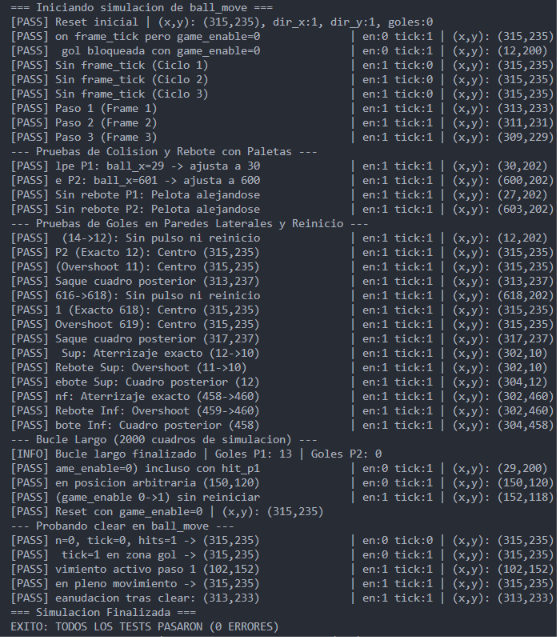 === Iniciando simulacion de ball_move ===
[PASS] Reset inicial | (x,y): (315,235), dir_x:1, dir_y:1, goles:0
[PASS] on frame_tick pero game_enable=0 | en:0 tick:1 | (x,y): (315,235)
[PASS]  gol bloqueada con game_enable=0 | en:0 tick:1 | (x,y): (12,200)
[PASS] Sin frame_tick (Ciclo 1) | en:1 tick:0 | (x,y): (315,235)
[PASS] Sin frame_tick (Ciclo 2) | en:1 tick:0 | (x,y): (315,235)
[PASS] Sin frame_tick (Ciclo 3) | en:1 tick:0 | (x,y): (315,235)
[PASS] Paso 1 (Frame 1) | en:1 tick:1 | (x,y): (313,233)
[PASS] Paso 2 (Frame 2) | en:1 tick:1 | (x,y): (311,231)
[PASS] Paso 3 (Frame 3) | en:1 tick:1 | (x,y): (309,229)
--- Pruebas de Colision y Rebote con Paletas ---
[PASS] lpe P1: ball_x=29 -> ajusta a 30 | en:1 tick:1 | (x,y): (30,202)
[PASS] e P2: ball_x=601 -> ajusta a 600 | en:1 tick:1 | (x,y): (600,202)
[PASS] Sin rebote P1: Pelota alejandose | en:1 tick:1 | (x,y): (27,202)
[PASS] Sin rebote P2: Pelota alejandose | en:1 tick:1 | (x,y): (603,202)
--- Pruebas de Goles en Paredes Laterales y Reinicio ---
[PASS]  (14->12): Sin pulso ni reinicio | en:1 tick:1 | (x,y): (12,202)
[PASS] P2 (Exacto 12): Centro (315,235) | en:1 tick:1 | (x,y): (315,235)
[PASS] (Overshoot 11): Centro (315,235) | en:1 tick:1 | (x,y): (315,235)
[PASS] Saque cuadro posterior (313,237) | en:1 tick:1 | (x,y): (313,237)
[PASS] 616->618): Sin pulso ni reinicio | en:1 tick:1 | (x,y): (618,202)
[PASS] 1 (Exacto 618): Centro (315,235) | en:1 tick:1 | (x,y): (315,235)
[PASS] Overshoot 619): Centro (315,235) | en:1 tick:1 | (x,y): (315,235)
[PASS] Saque cuadro posterior (317,237) | en:1 tick:1 | (x,y): (317,237)
[PASS]  Sup: Aterrizaje exacto (12->10) | en:1 tick:1 | (x,y): (302,10)
[PASS] Rebote Sup: Overshoot (11->10) | en:1 tick:1 | (x,y): (302,10)
[PASS] ebote Sup: Cuadro posterior (12) | en:1 tick:1 | (x,y): (304,12)
[PASS] nf: Aterrizaje exacto (458->460) | en:1 tick:1 | (x,y): (302,460)
[PASS] Rebote Inf: Overshoot (459->460) | en:1 tick:1 | (x,y): (302,460)
[PASS] bote Inf: Cuadro posterior (458) | en:1 tick:1 | (x,y): (304,458)
--- Bucle Largo (2000 cuadros de simulacion) ---
[INFO] Bucle largo finalizado | Goles P1: 13 | Goles P2: 0
[PASS] ame_enable=0) incluso con hit_p1 | en:0 tick:1 | (x,y): (29,200)
[PASS] en posicion arbitraria (150,120) | en:0 tick:1 | (x,y): (150,120)
[PASS] (game_enable 0->1) sin reiniciar | en:1 tick:1 | (x,y): (152,118)
[PASS] Reset con game_enable=0 | (x,y): (315,235)
--- Probando clear en ball_move ---
[PASS] n=0, tick=0, hits=1 -> (315,235) | en:0 tick:0 | (x,y): (315,235)
[PASS]  tick=1 en zona gol -> (315,235) | en:1 tick:1 | (x,y): (315,235)
[PASS] vimiento activo paso 1 (102,152) | en:1 tick:1 | (x,y): (102,152)
[PASS] en pleno movimiento -> (315,235) | en:1 tick:1 | (x,y): (315,235)
[PASS] eanudacion tras clear: (313,233) | en:1 tick:1 | (x,y): (313,233)
=== Simulacion Finalizada ===
EXITO: TODOS LOS TESTS PASARON (0 ERRORES)